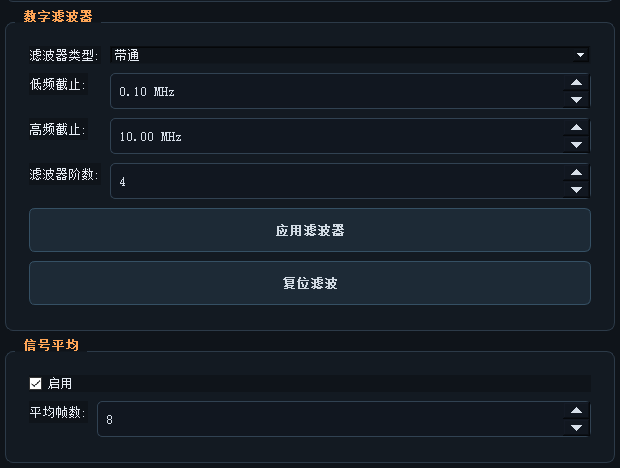 数字滤波器
滤波器类型: 带通
低频截止: 0.10 MHz
高频截止: 10.00 MHz
滤波器阶数: 4
应用滤波器
复位滤波
信号平均
启用
平均帧数: 8